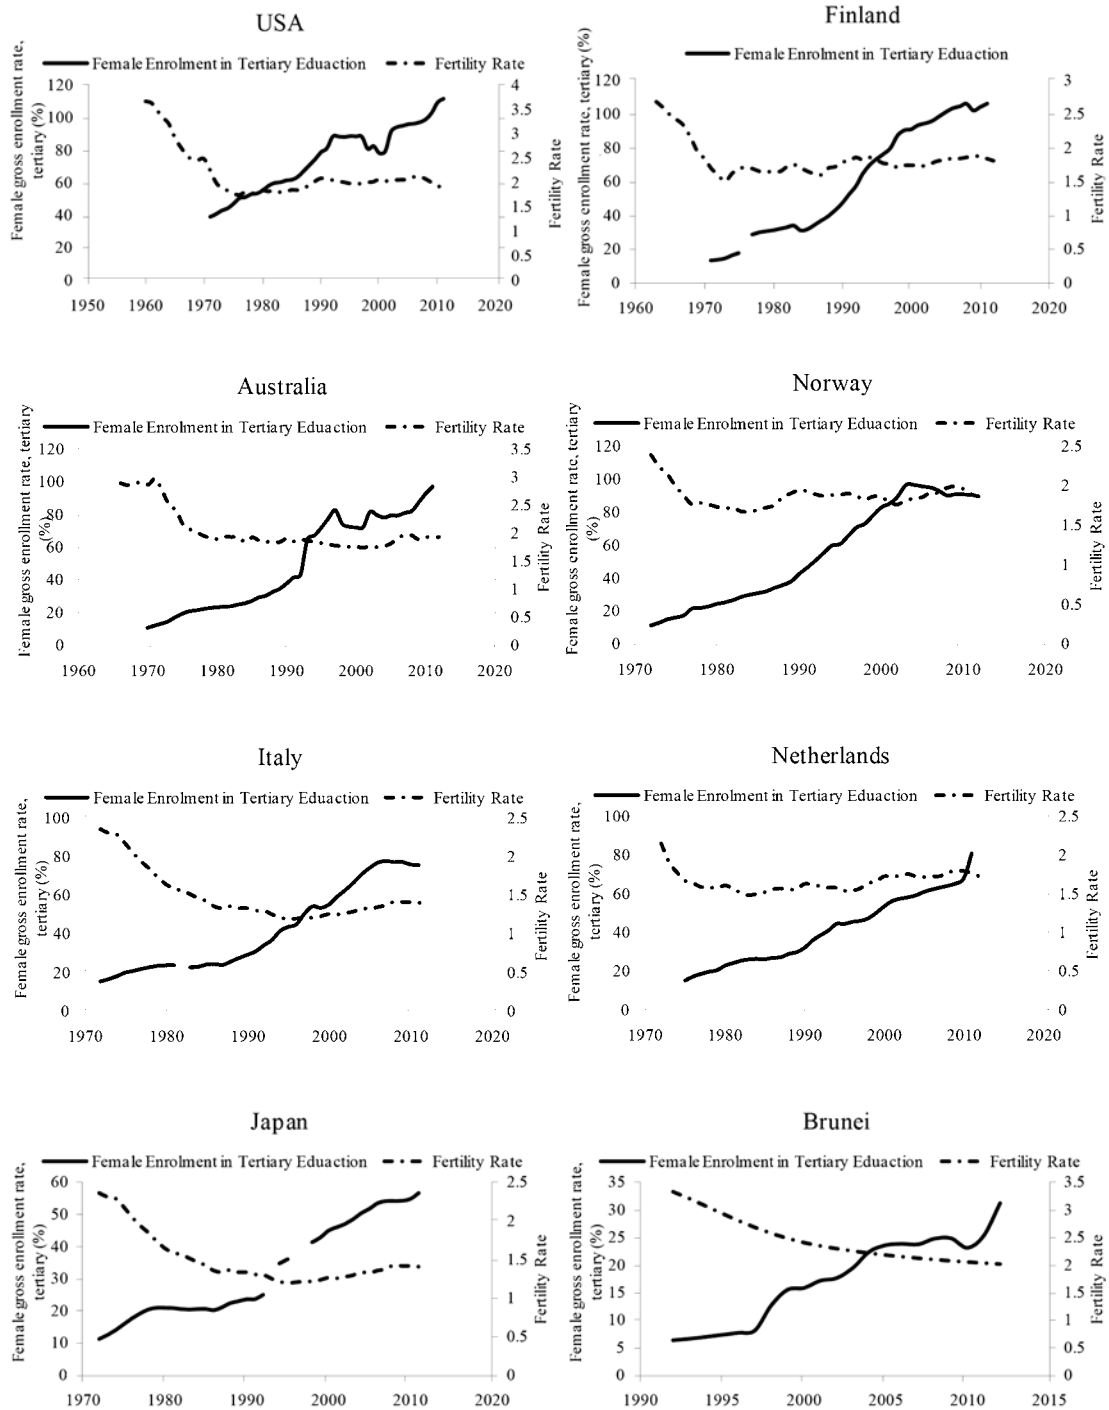 USA
Female Enrolment in Tertiary Eduaction
Fertility Rate
Female gross enrollment rate,
tertiary (%)
120
100
80
60
40
20
0
4
3.5
3
2.5
2
1.5
1
0.5
0
Fertility Rate
1950 1960 1970 1980 1990 2000 2010 2020
Finland
Female Enrolment in Tertiary Eduaction
Female gross enrollment rate, tertiary (%)
120
100
80
60
40
20
0
3
2.5
2
1.5
1
0.5
0
Fertility Rate
1960 1970 1980 1990 2000 2010 2020
Australia
Female Enrolment in Tertiary Eduaction
Fertility Rate
Female gross enrollment rate, tertiary
(%)
120
100
80
60
40
20
0
3.5
3
2.5
2
1.5
1
0.5
0
Fertility Rate
1960 1970 1980 1990 2000 2010 2020
Norway
Female Enrolment in Tertiary Eduaction
Fertility Rate
Female gross enrollment rate, tertiary
(%)
120
100
80
60
40
20
0
2.5
2
1.5
1
0.5
0
Fertility Rate
1970 1980 1990 2000 2010 2020
Italy
Female Enrolment in Tertiary Eduaction
Fertility Rate
Female gross enrollment rate,
tertiary (%)
100
80
60
40
20
0
2.5
2
1.5
1
0.5
0
Fertility Rate
1970 1980 1990 2000 2010 2020
Netherlands
Female Enrolment in Tertiary Eduaction
Fertility Rate
Female gross enrollment rate,
tertiary (%)
100
80
60
40
20
0
2.5
2
1.5
1
0.5
0
Fertility Rate
1970 1980 1990 2000 2010 2020
Japan
Female Enrolment in Tertiary Eduaction
Fertility Rate
Female gross enrollment rate,
tertiary (%)
60
50
40
30
20
10
0
2.5
2
1.5
1
0.5
0
Fertility Rate
1970 1980 1990 2000 2010 2020
Brunei
Female Enrolment in Tertiary Eduaction
Fertility Rate
Female gross enrollment rate,
tertiary (%)
35
30
25
20
15
10
5
0
3.5
3
2.5
2
1.5
1
0.5
0
Fertility Rate
1990 1995 2000 2005 2010 2015